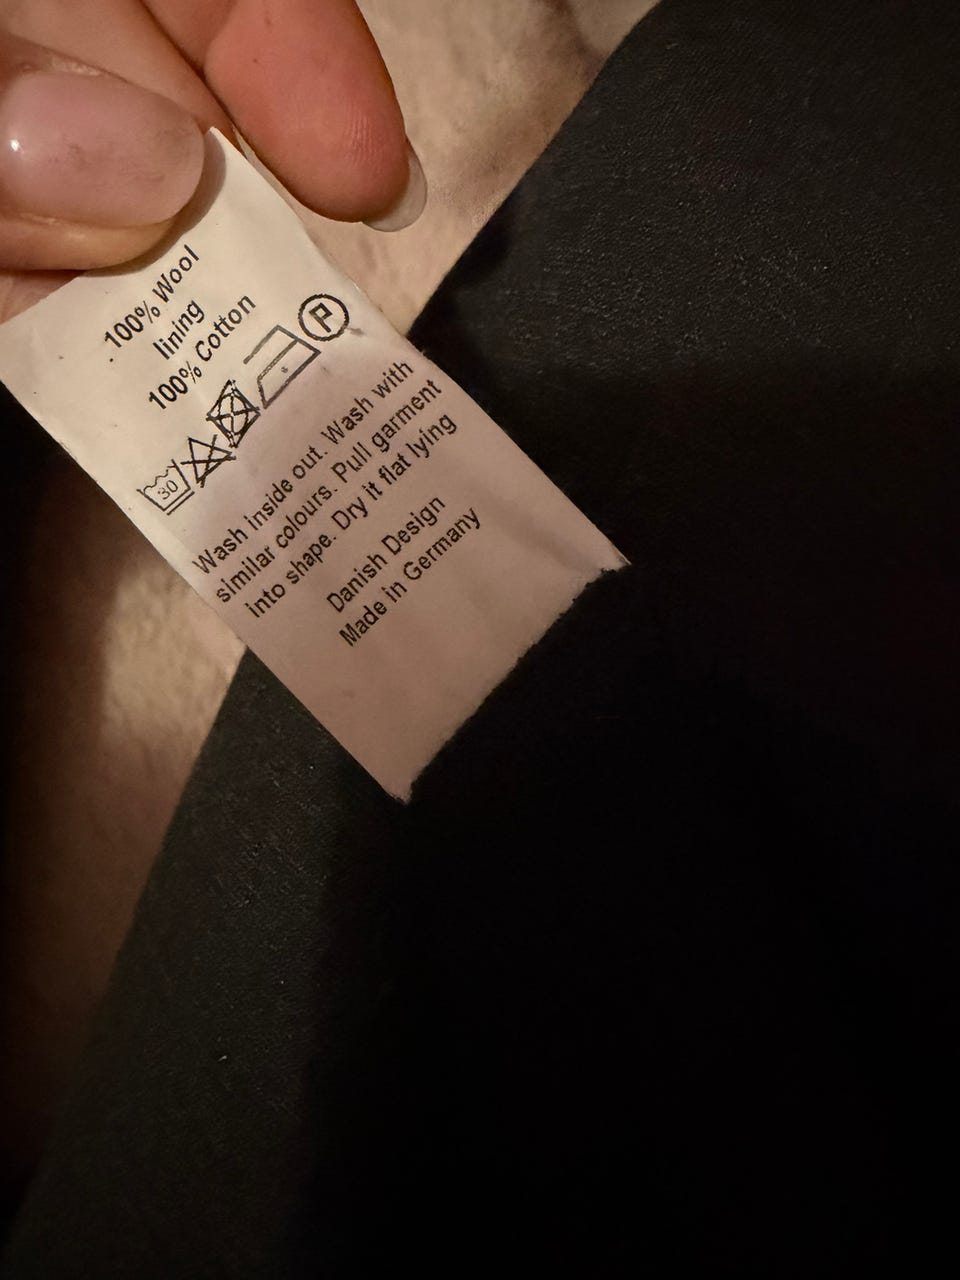 100% Wool
lining
100% Cotton
30 P
Wash inside out. Wash with
similar colours. Pull garment
into shape. Dry it flat lying
Danish Design
Made in Germany